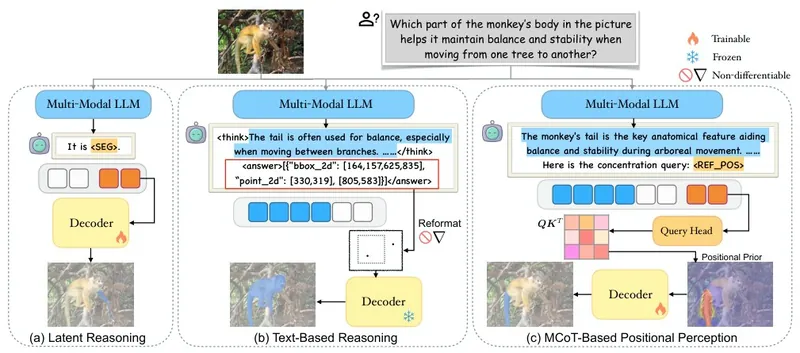 Which part of the monkey's body in the picture
helps it maintain balance and stability when
moving from one tree to another?
?
Trainable
Frozen
Non-differentiable
Multi-Modal LLM
It is <SEG>.
Decoder
(a) Latent Reasoning
Multi-Modal LLM
<think>The tail is often used for balance, especially
when moving between branches. ……</think>
<answer>[{"bbox_2d": [164,157,625,835],
"point_2d": [330,319], [805,583]}]</answer>
Reformat
Decoder
(b) Text-Based Reasoning
Multi-Modal LLM
The monkey's tail is the key anatomical feature aiding
balance and stability during arboreal movement. ……
Here is the concentration query: <REF_POS>
QKᵀ
Query Head
Positional Prior
Decoder
(c) MCoT-Based Positional Perception